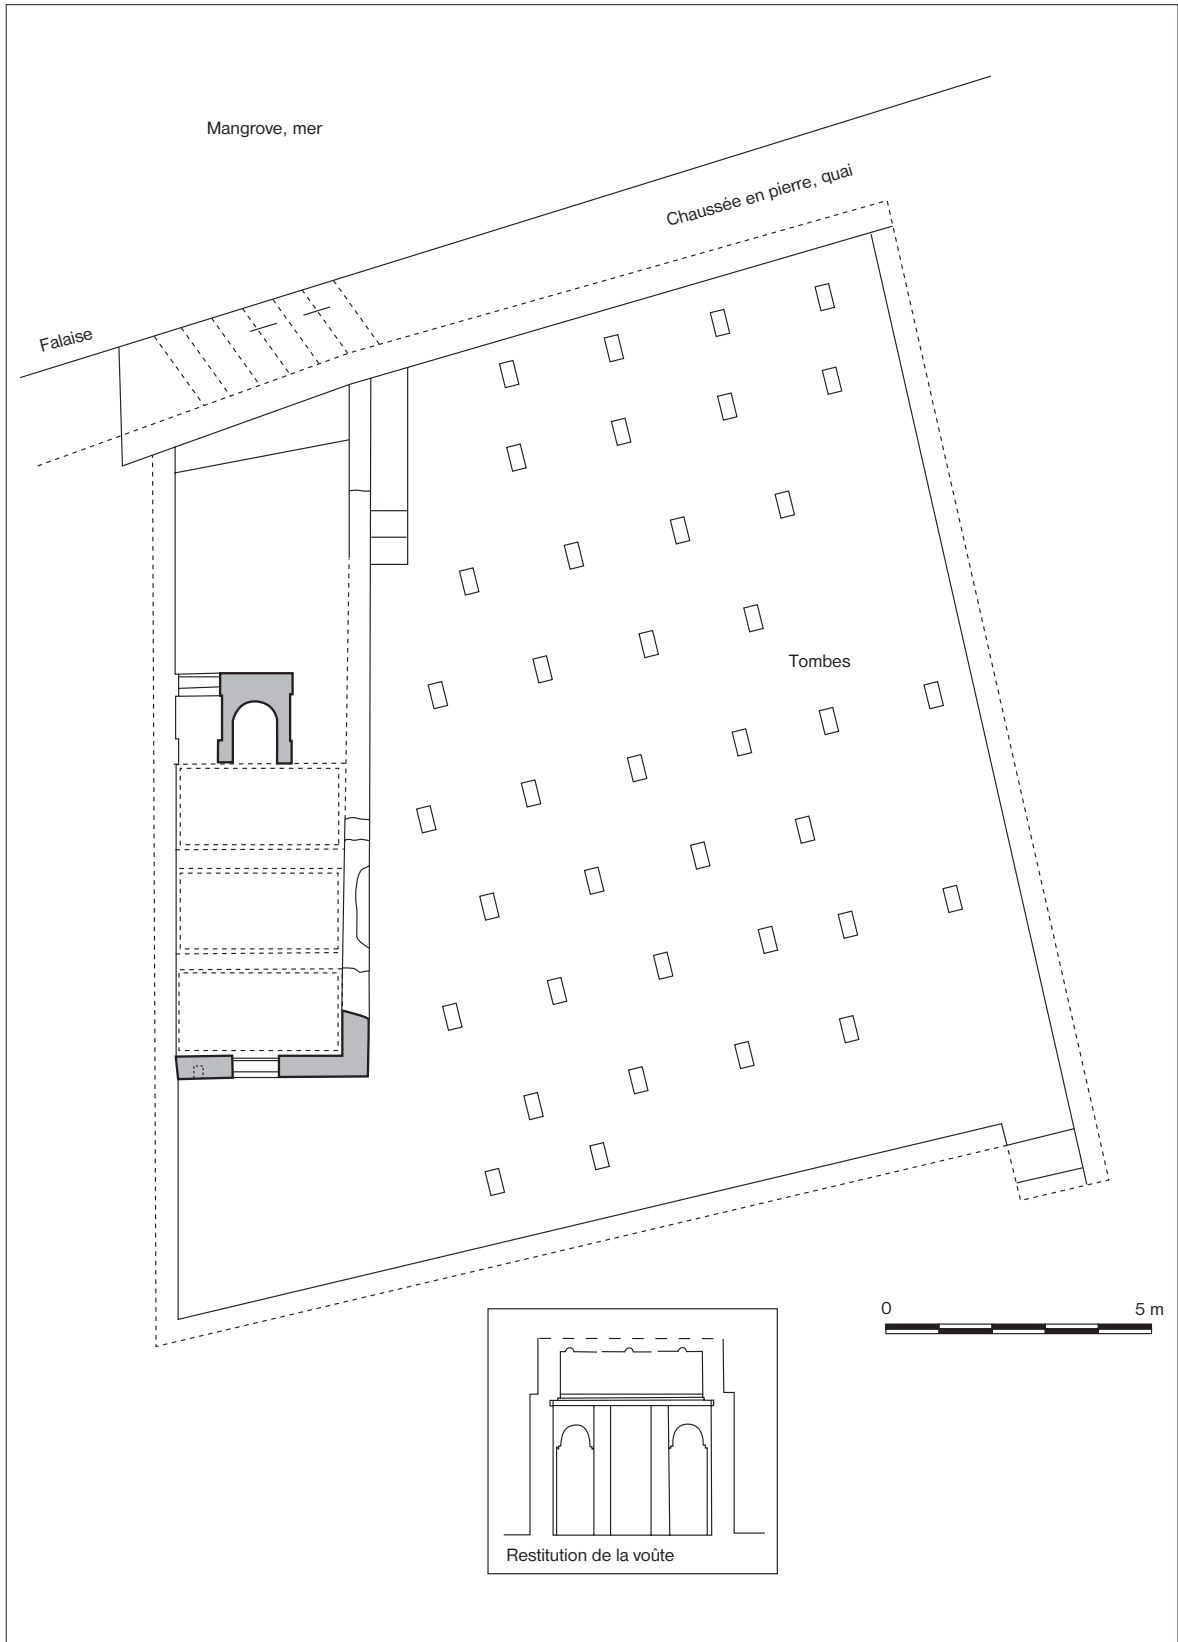 Mangrove, mer
Chaussée en pierre, quai
Falaise
Tombes
0 5 m
Restitution de la voûte